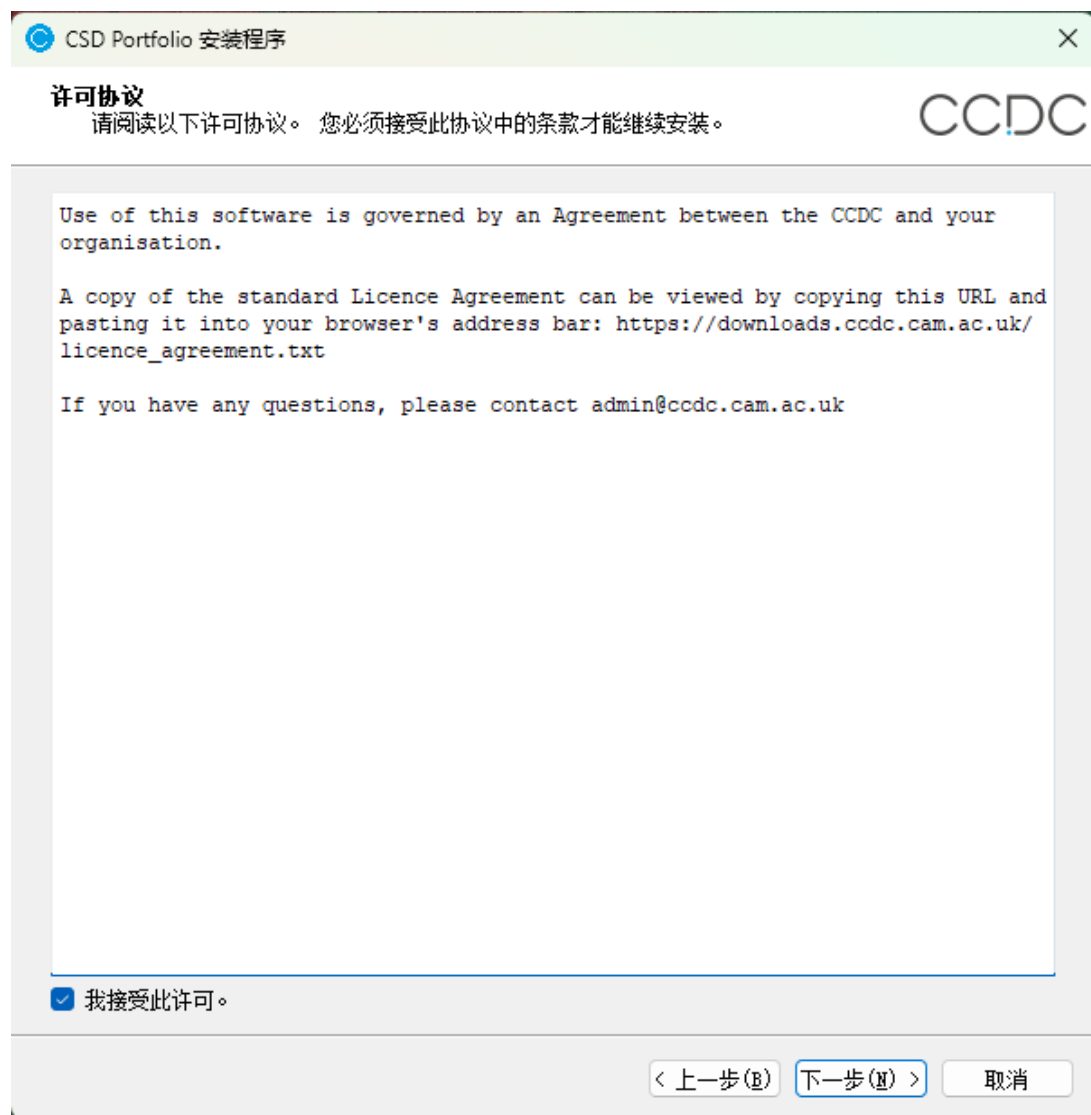 CSD Portfolio 安装程序
许可协议
请阅读以下许可协议。 您必须接受此协议中的条款才能继续安装。
CCDC
Use of this software is governed by an Agreement between the CCDC and your
organisation.
A copy of the standard Licence Agreement can be viewed by copying this URL and
pasting it into your browser's address bar: https://downloads.ccdc.cam.ac.uk/
licence_agreement.txt
If you have any questions, please contact admin@ccdc.cam.ac.uk
我接受此许可。
< 上一步(B) 下一步(N) > 取消